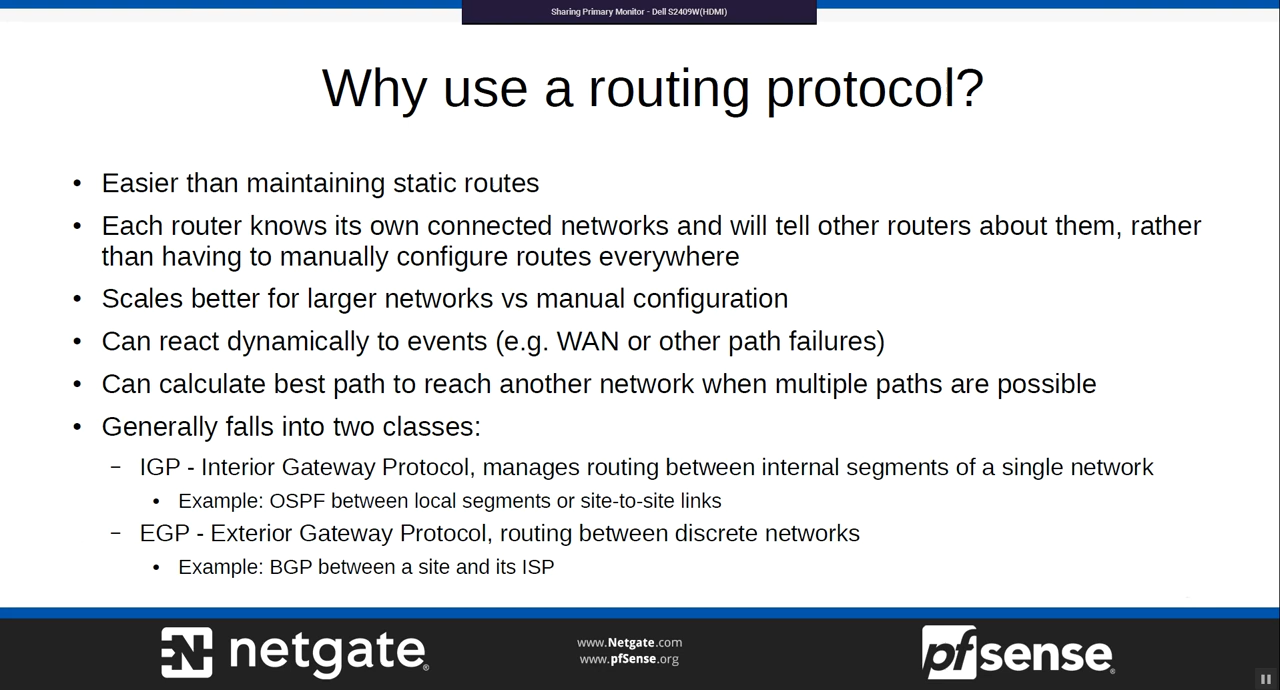 Sharing Primary Monitor - Dell S2409W(HDMI)
Why use a routing protocol?
• Easier than maintaining static routes
• Each router knows its own connected networks and will tell other routers about them, rather
than having to manually configure routes everywhere
• Scales better for larger networks vs manual configuration
• Can react dynamically to events (e.g. WAN or other path failures)
• Can calculate best path to reach another network when multiple paths are possible
• Generally falls into two classes:
– IGP - Interior Gateway Protocol, manages routing between internal segments of a single network
• Example: OSPF between local segments or site-to-site links
– EGP - Exterior Gateway Protocol, routing between discrete networks
• Example: BGP between a site and its ISP
N netgate®
www.Netgate.com
www.pfSense.org
pfsense®